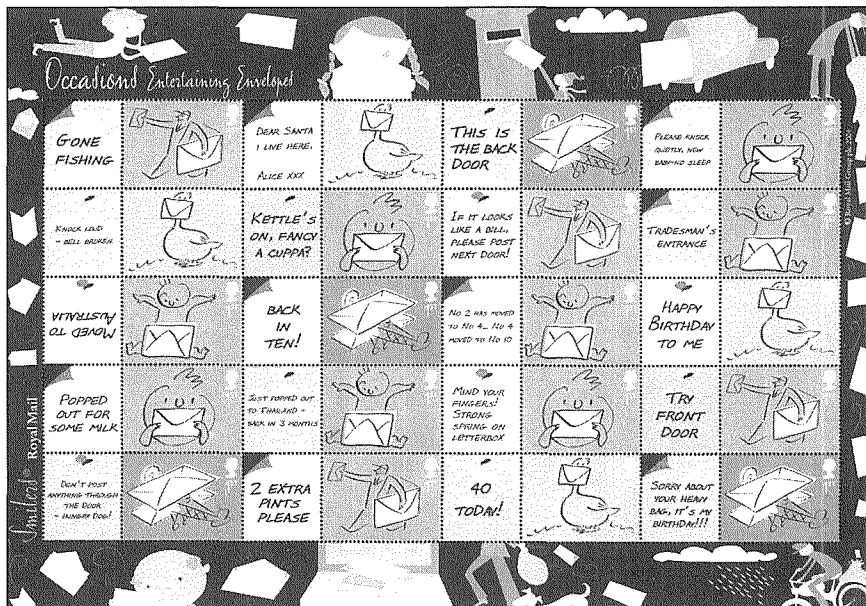 Occasions Entertaining Envelopes
GONE
FISHING
DEAR SANTA
I LIVE HERE.
ALICE XXX
THIS IS
THE BACK
DOOR
PLEASE KNOCK
QUIETLY, NEW
BABY-NO SLEEP
KNOCK LOUD
- BELL BROKEN
KETTLE'S
ON, FANCY
A CUPPA?
IF IT LOOKS
LIKE A BILL,
PLEASE POST
NEXT DOOR!
TRADESMAN'S
ENTRANCE
MOVED TO
AUSTRALIA
BACK
IN
TEN!
NO 2 HAS MOVED
TO NO 4... NO 4
MOVED TO NO 10
HAPPY
BIRTHDAY
TO ME
POPPED
OUT FOR
SOME MILK
JUST POPPED OUT
TO THAILAND -
BACK IN 3 MONTHS
MIND YOUR
FINGERS!
STRONG
SPRING ON
LETTERBOX
TRY
FRONT
DOOR
DON'T POST
ANYTHING THROUGH
THE DOOR
- HUNGRY DOG!
2 EXTRA
PINTS
PLEASE
40
TODAY!
SORRY ABOUT
YOUR HEAVY
BAG, IT'S MY
BIRTHDAY!!!
Smilers® Royal Mail